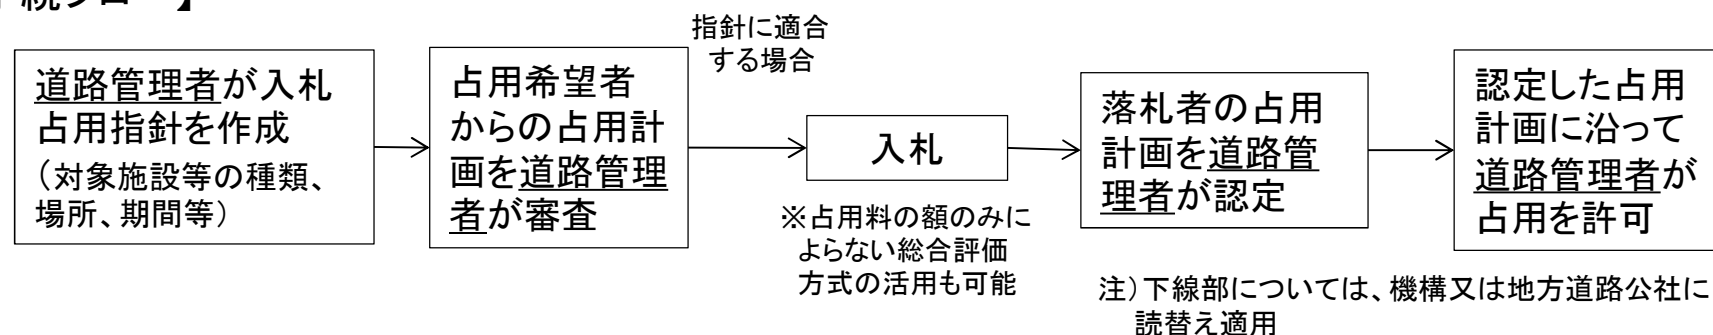 道路管理者が入札
占用指針を作成
(対象施設等の種類、
場所、期間等)
占用希望者
からの占用計
画を道路管理
者が審査
指針に適合
する場合
入札
※占用料の額のみに
よらない総合評価
方式の活用も可能
落札者の占用
計画を道路管
理者が認定
認定した占用
計画に沿って
道路管理者が
占用を許可
注)下線部については、機構又は地方道路公社に
読替え適用